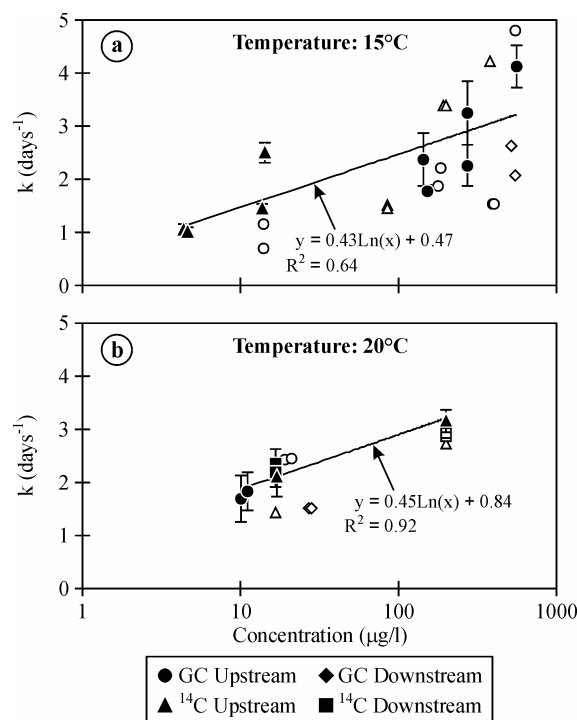 a
Temperature: 15°C
5
4
3
2
1
0
k (days⁻¹)
y = 0.43Ln(x) + 0.47
R² = 0.64
b
Temperature: 20°C
5
4
3
2
1
0
k (days⁻¹)
y = 0.45Ln(x) + 0.84
R² = 0.92
1 10 100 1000
Concentration (µg/l)
GC Upstream GC Downstream
¹⁴C Upstream ¹⁴C Downstream